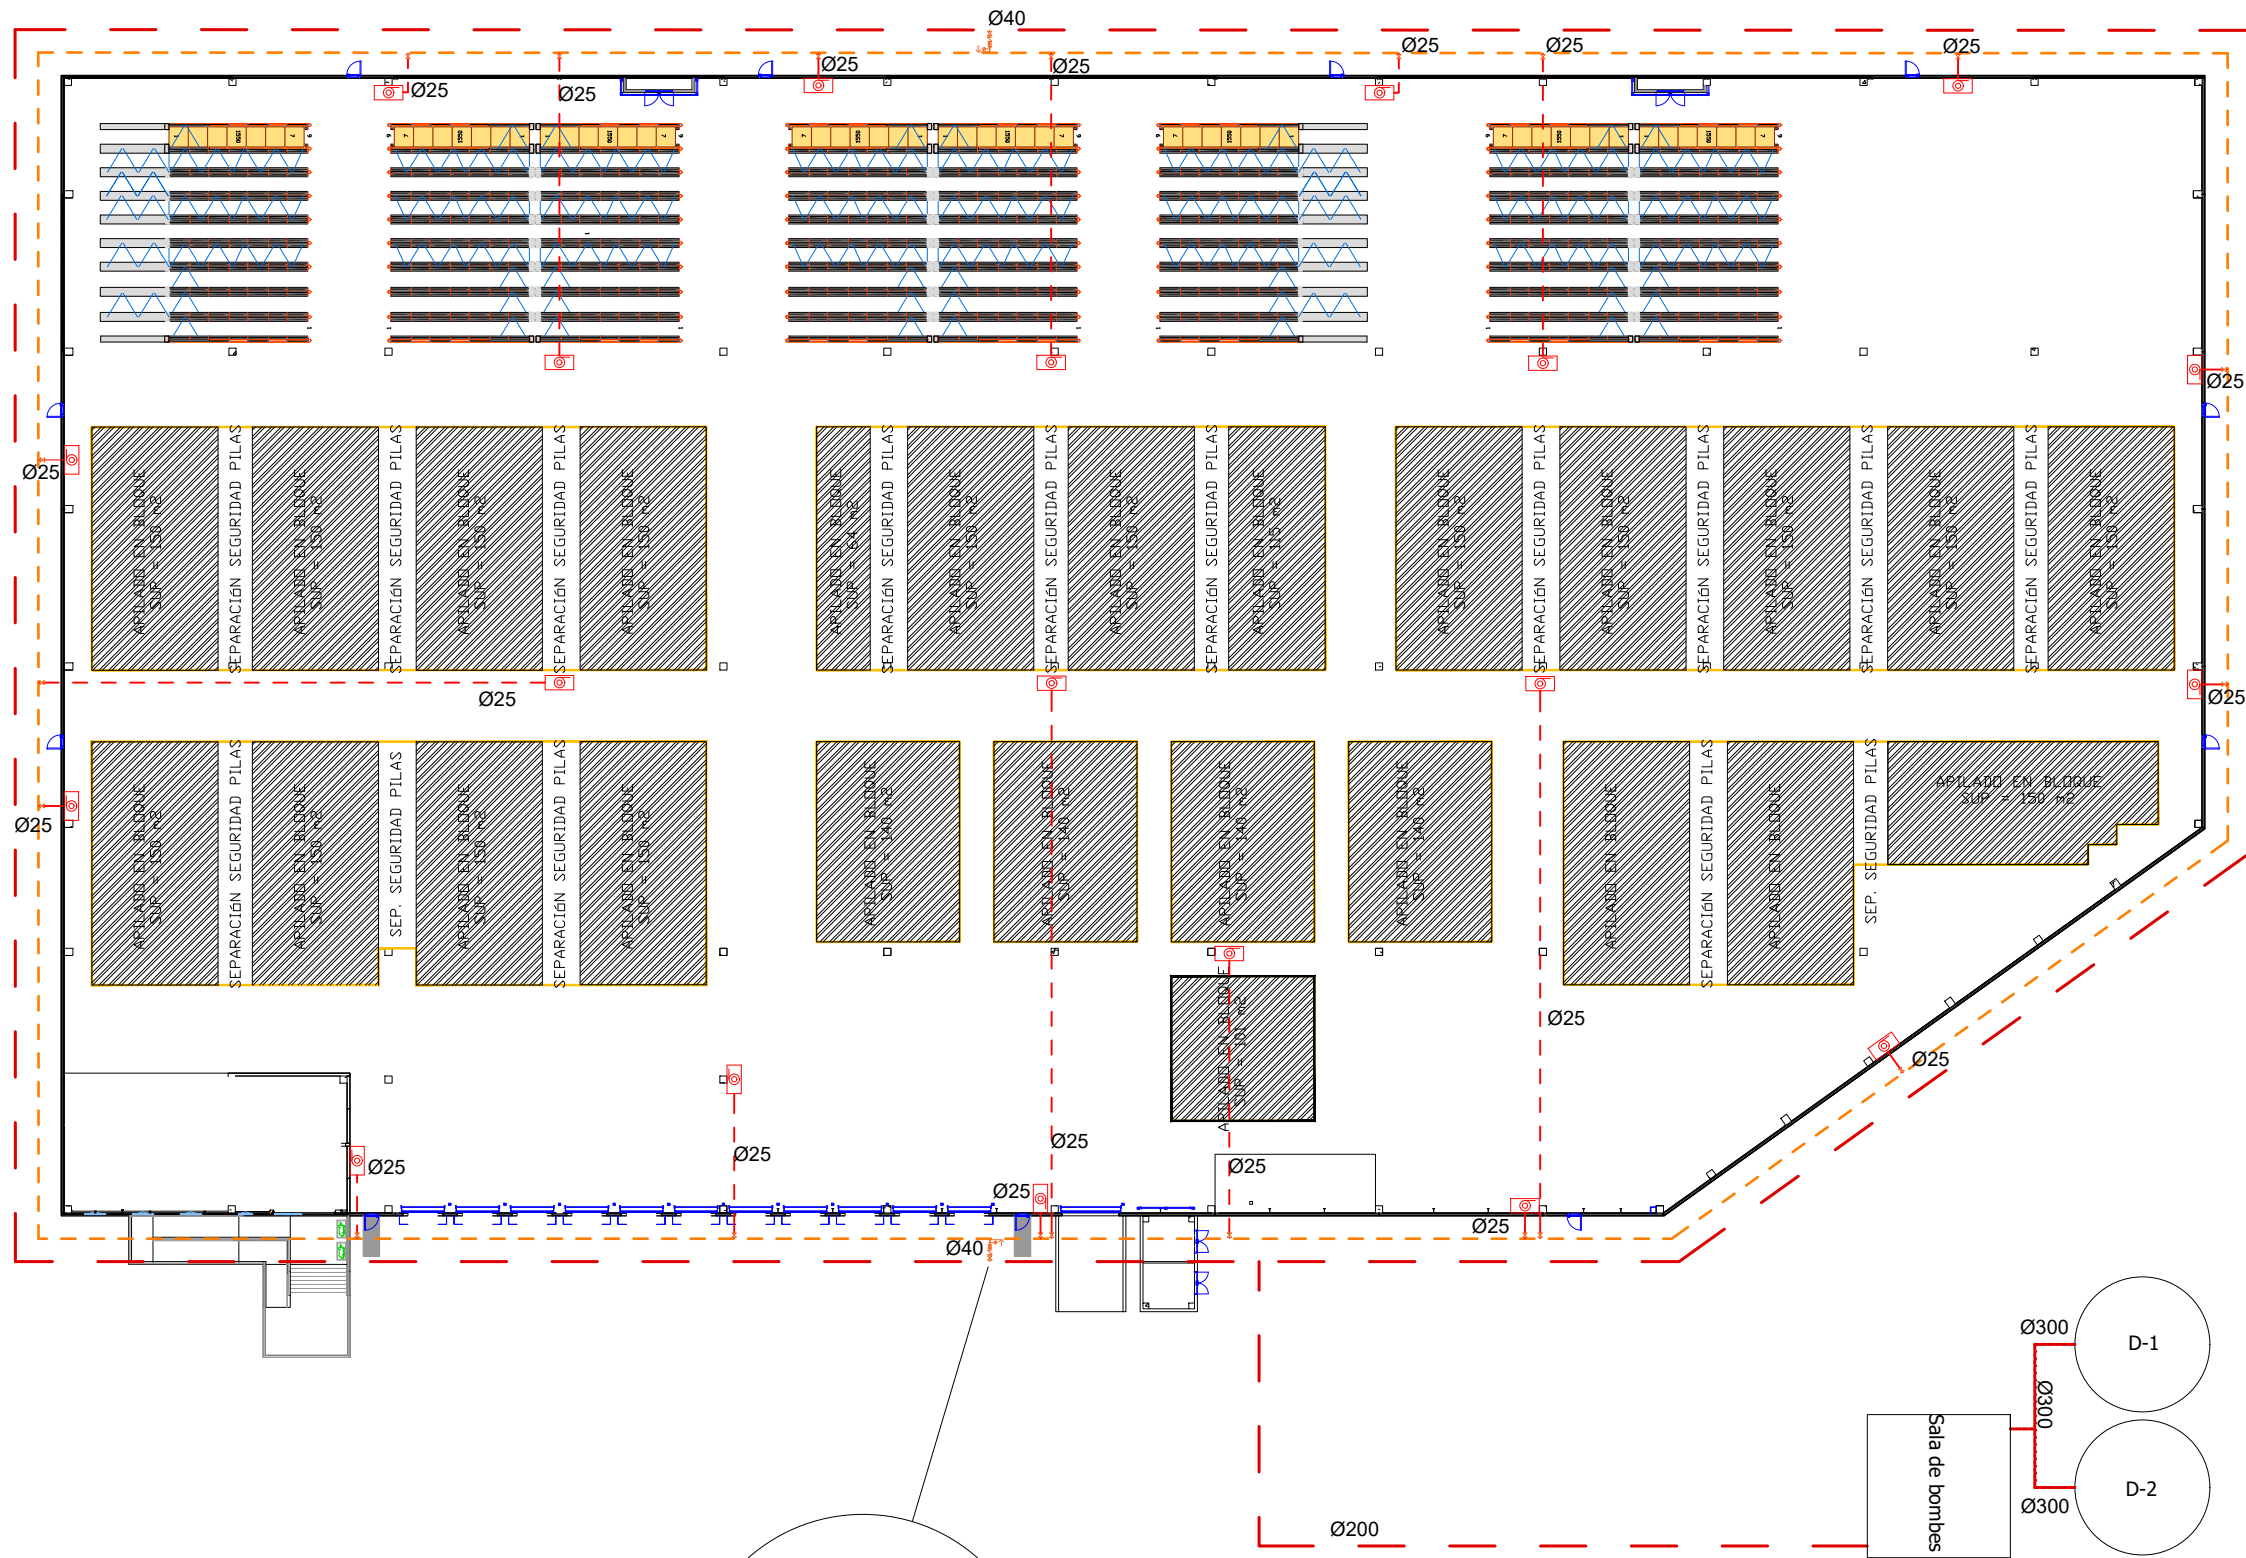 Ø40
Ø25
Ø25
Ø25
Ø25
Ø25
Ø25
Ø25
Ø25
Ø25
Ø25
APILADO EN BLOQUE
SUP = 150 m2
SEPARACIÓN SEGURIDAD PILAS
APILADO EN BLOQUE
SUP = 150 m2
SEPARACIÓN SEGURIDAD PILAS
APILADO EN BLOQUE
SUP = 150 m2
SEPARACIÓN SEGURIDAD PILAS
APILADO EN BLOQUE
SUP = 150 m2
APILADO EN BLOQUE
SUP = 64 m2
SEPARACIÓN SEGURIDAD PILAS
APILADO EN BLOQUE
SUP = 150 m2
SEPARACIÓN SEGURIDAD PILAS
APILADO EN BLOQUE
SUP = 150 m2
SEPARACIÓN SEGURIDAD PILAS
APILADO EN BLOQUE
SUP = 115 m2
APILADO EN BLOQUE
SUP = 150 m2
SEPARACIÓN SEGURIDAD PILAS
APILADO EN BLOQUE
SUP = 150 m2
SEPARACIÓN SEGURIDAD PILAS
APILADO EN BLOQUE
SUP = 150 m2
SEPARACIÓN SEGURIDAD PILAS
APILADO EN BLOQUE
SUP = 150 m2
SEPARACIÓN SEGURIDAD PILAS
APILADO EN BLOQUE
SUP = 150 m2
Ø25
Ø25
Ø25
APILADO EN BLOQUE
SUP = 150 m2
SEPARACIÓN SEGURIDAD PILAS
APILADO EN BLOQUE
SUP = 150 m2
SEP. SEGURIDAD PILAS
APILADO EN BLOQUE
SUP = 150 m2
SEPARACIÓN SEGURIDAD PILAS
APILADO EN BLOQUE
SUP = 150 m2
APILADO EN BLOQUE
SUP = 140 m2
APILADO EN BLOQUE
SUP = 140 m2
APILADO EN BLOQUE
SUP = 140 m2
APILADO EN BLOQUE
SUP = 140 m2
APILADO EN BLOQUE
SEPARACIÓN SEGURIDAD PILAS
APILADO EN BLOQUE
SEP. SEGURIDAD PILAS
APILADO EN BLOQUE
SUP = 150 m2
APILADO EN BLOQUE
SUP = 101 m2
Ø25
Ø25
Ø25
Ø25
Ø25
Ø25
Ø25
Ø25
Ø40
Ø300
D-1
Ø300
Sala de bombes
D-2
Ø300
Ø200